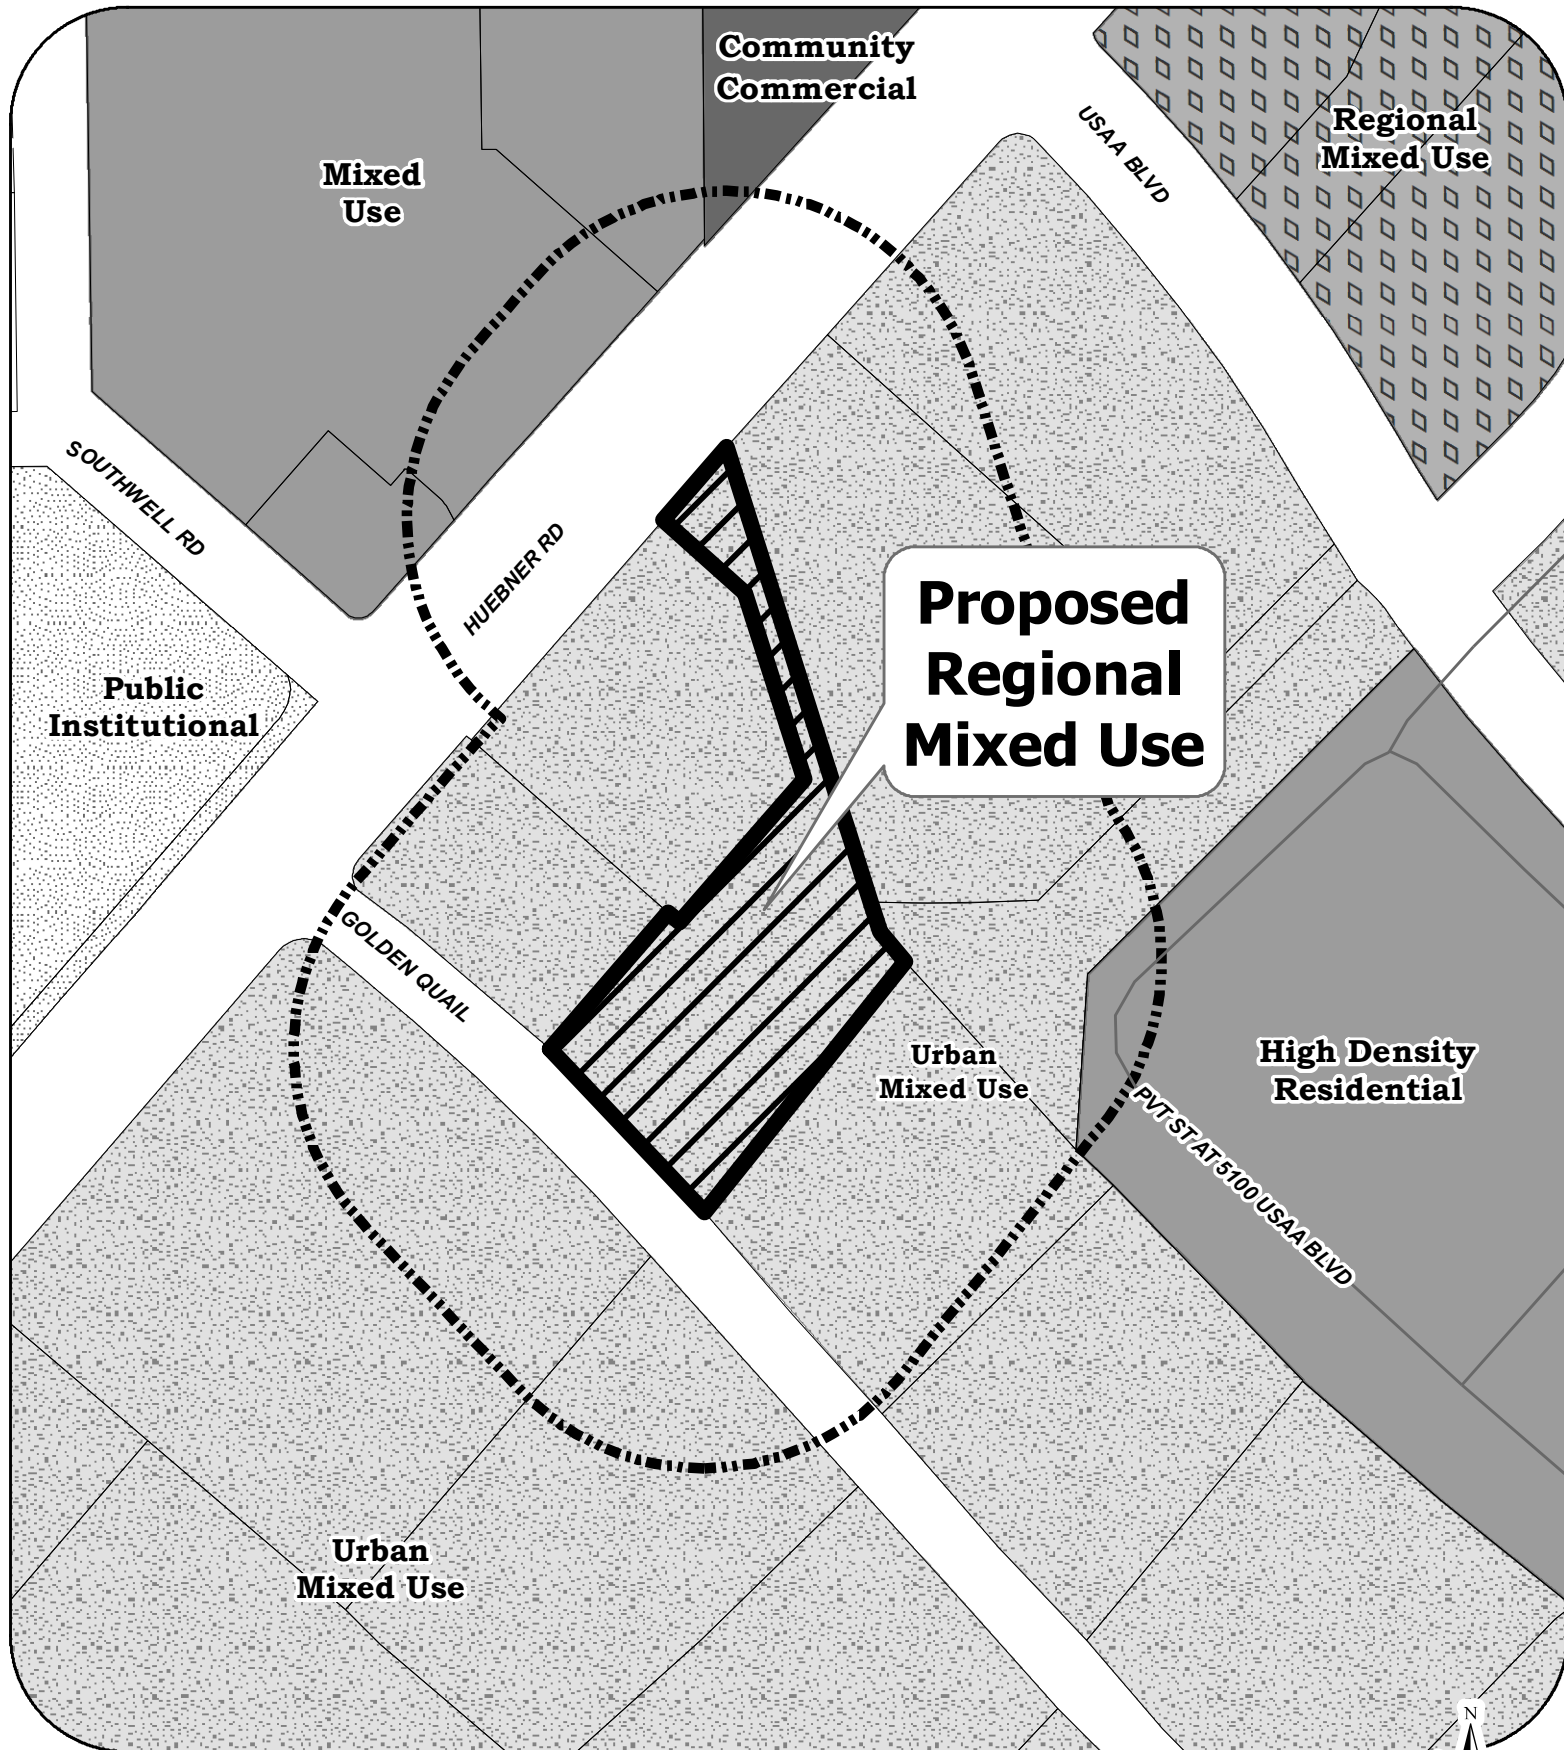 Community
Commercial
USAA BLVD
Regional
Mixed Use
Mixed
Use
SOUTHWELL RD
HUEBNER RD
Proposed
Regional
Mixed Use
Public
Institutional
GOLDEN QUAIL
Urban
Mixed Use
High Density
Residential
PVT ST AT 5100 USAA BLVD
Urban
Mixed Use
N